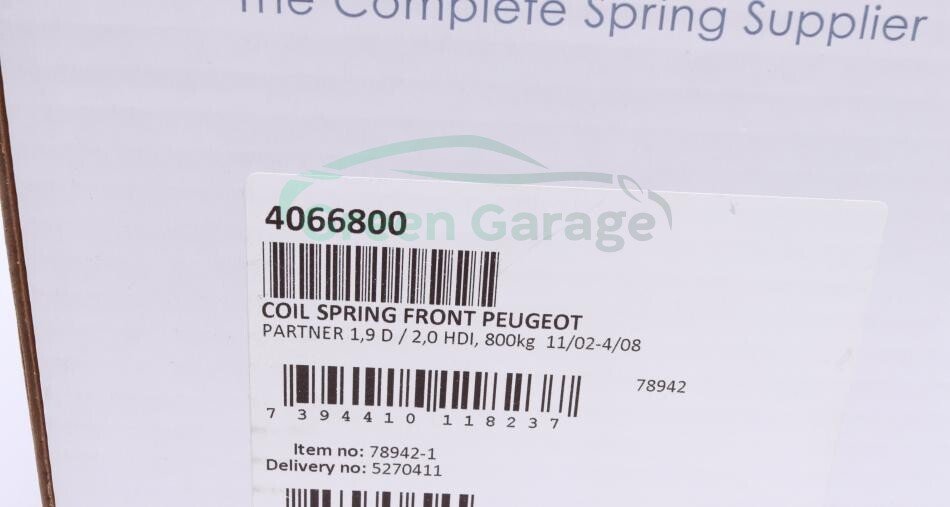 The Complete Spring Supplier
Green Garage
4066800
COIL SPRING FRONT PEUGEOT
PARTNER 1,9 D / 2,0 HDI, 800kg 11/02-4/08
78942
7 394410 118237
Item no: 78942-1
Delivery no: 5270411